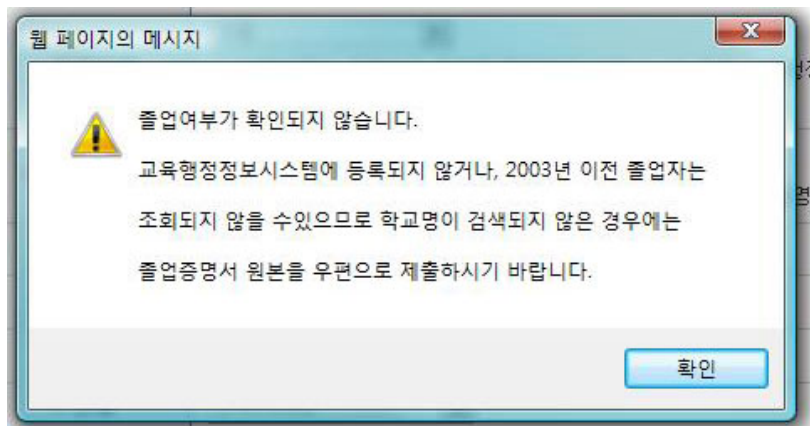 웹 페이지의 메시지
졸업여부가 확인되지 않습니다.
교육행정정보시스템에 등록되지 않거나, 2003년 이전 졸업자는
조회되지 않을 수있으므로 학교명이 검색되지 않은 경우에는
졸업증명서 원본을 우편으로 제출하시기 바랍니다.
확인